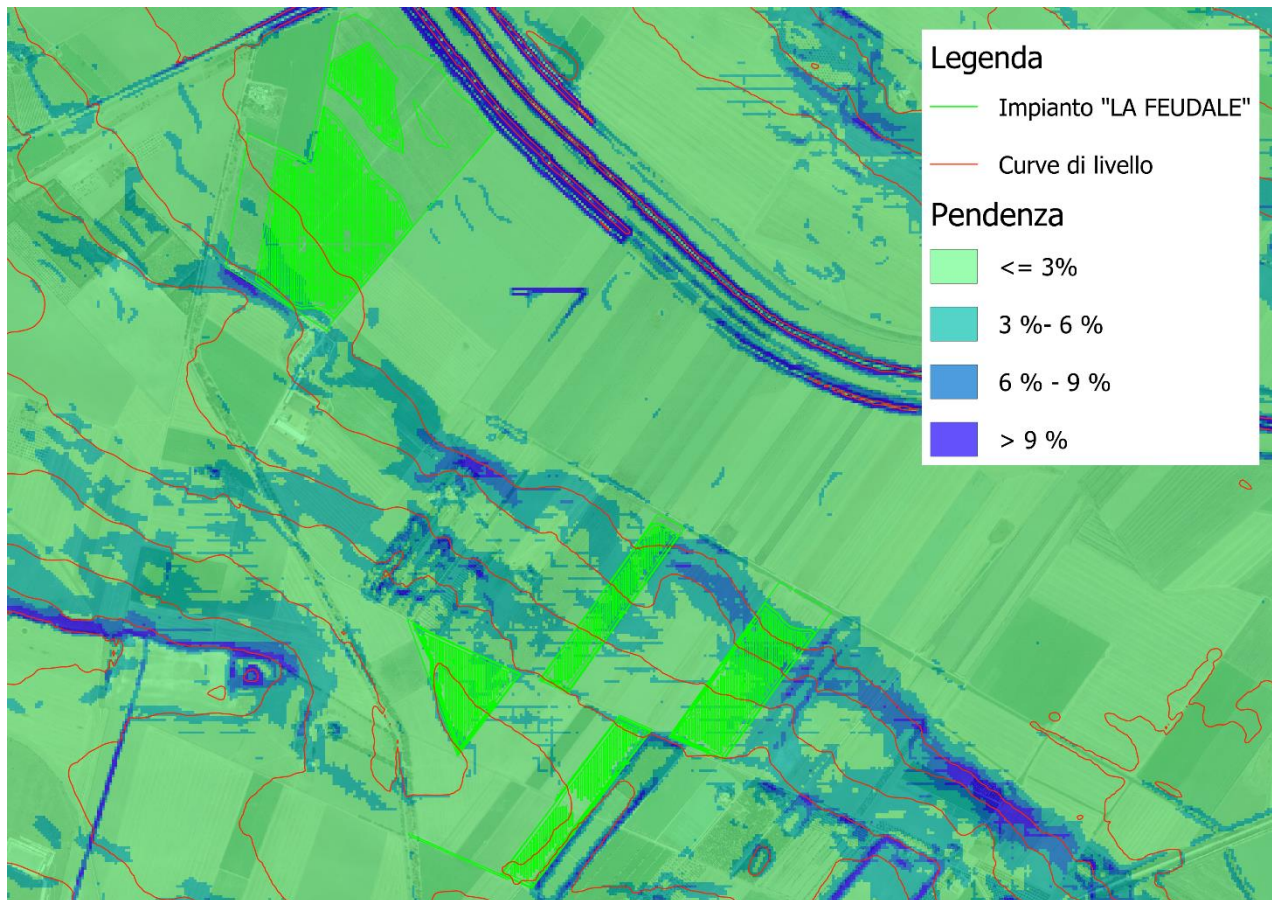 Legenda
Impianto "LA FEUDALE"
Curve di livello
Pendenza
<= 3%
3 %- 6 %
6 % - 9 %
> 9 %